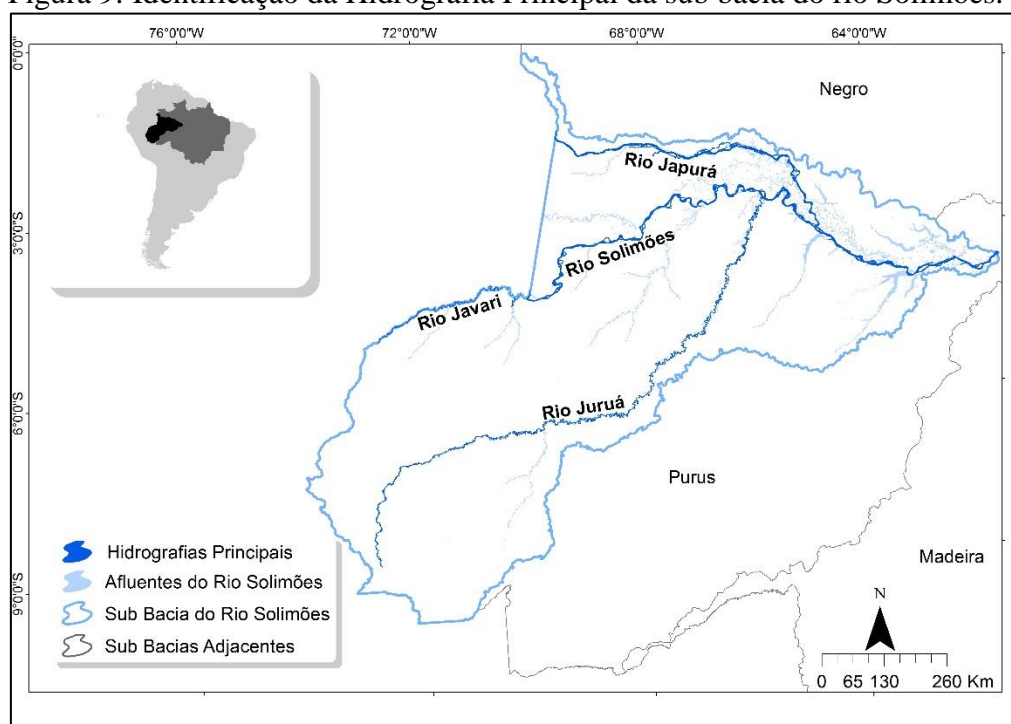 Figura 9. Identificação da Hidrografia Principal da sub bacia do rio Solimões.
76°0'0"W
72°0'0"W
68°0'0"W
64°0'0"W
0°0'0"
3°0'0"S
6°0'0"S
9°0'0"S
Negro
Rio Japurá
Rio Solimões
Rio Javari
Rio Juruá
Purus
Madeira
Hidrografias Principais
Afluentes do Rio Solimões
Sub Bacia do Rio Solimões
Sub Bacias Adjacentes
N
0 65 130 260 Km